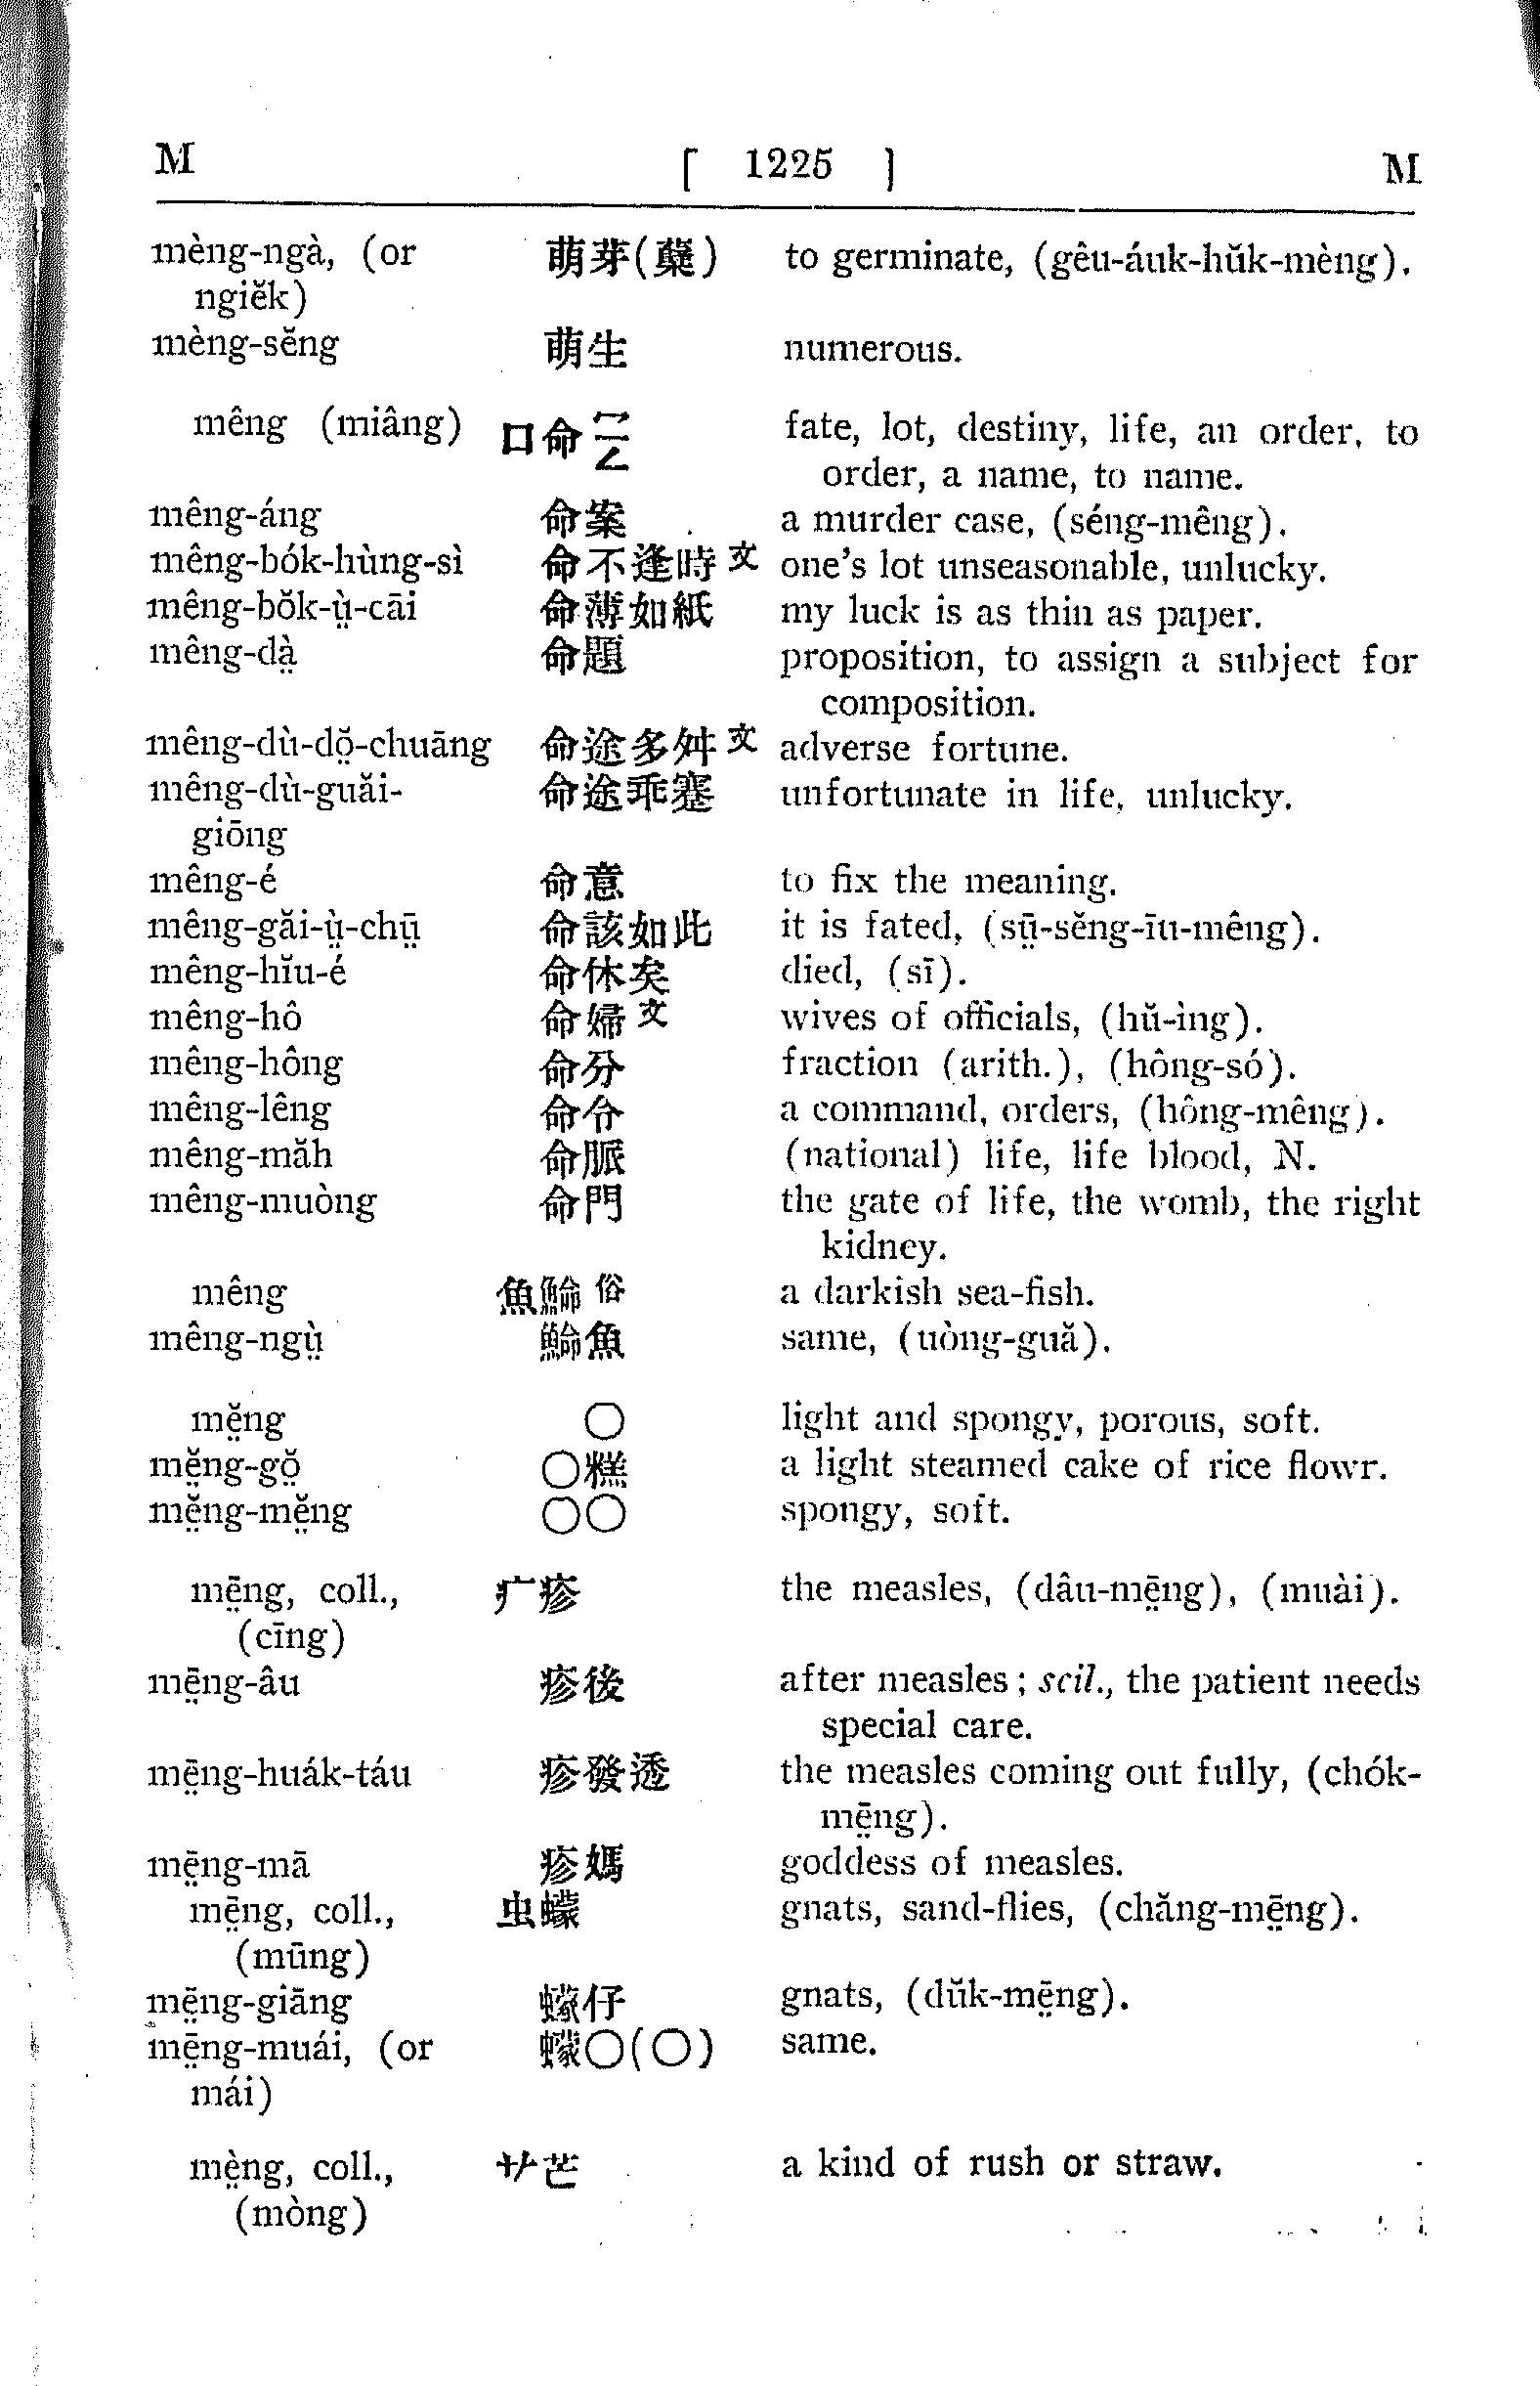 M [ 1225 ] M
mèng-ngà, (or 萌芽(蘖) to germinate, (gêu-áuk-hŭk-mèng).
ngiĕk)
mèng-sĕng 萌生 numerous.
mêng (miâng) 口命 fate, lot, destiny, life, an order, to
order, a name, to name.
mêng-áng 命案 a murder case, (séng-mêng).
mêng-bók-hùng-sì 命不逢時文 one's lot unseasonable, unlucky.
mêng-bŏk-ṳ̀-cāi 命薄如紙 my luck is as thin as paper.
mêng-dà̤ 命題 proposition, to assign a subject for
composition.
mêng-dù-dŏ̤-chuāng 命途多舛文 adverse fortune.
mêng-dù-guăi- 命途乖蹇 unfortunate in life, unlucky.
giōng
mêng-é 命意 to fix the meaning.
mêng-găi-ṳ̀-chṳ̄ 命該如此 it is fated, (sṳ̄-sĕng-īu-mêng).
mêng-hĭu-é 命休矣 died, (sī).
mêng-hô 命婦文 wives of officials, (hŭ-ìng).
mêng-hông 命分 fraction (arith.), (hông-só).
mêng-lêng 命令 a command, orders, (hông-mêng).
mêng-măh 命脈 (national) life, life blood, N.
mêng-muòng 命門 the gate of life, the womb, the right
kidney.
mêng 魚 俗 a darkish sea-fish.
mêng-ngṳ̀ 魚 same, (uòng-guă).
mĕ̤ng 〇 light and spongy, porous, soft.
mĕ̤ng-gŏ̤ 〇糕 a light steamed cake of rice flowr.
mĕ̤ng-mĕ̤ng 〇〇 spongy, soft.
mē̤ng, coll., 疒疹 the measles, (dâu-mē̤ng), (muài).
(cīng)
mē̤ng-âu 疹後 after measles; scil., the patient needs
special care.
mē̤ng-huák-táu 疹發透 the measles coming out fully, (chók-
mē̤ng).
mē̤ng-mā 疹媽 goddess of measles.
mē̤ng, coll., 虫蠓 gnats, sand-flies, (chăng-mē̤ng).
(mūng)
mē̤ng-giāng 蠓仔 gnats, (dŭk-mē̤ng).
mē̤ng-muái, (or 蠓〇(〇) same.
mái)
mè̤ng, coll., 艸芒 a kind of rush or straw.
(mòng)